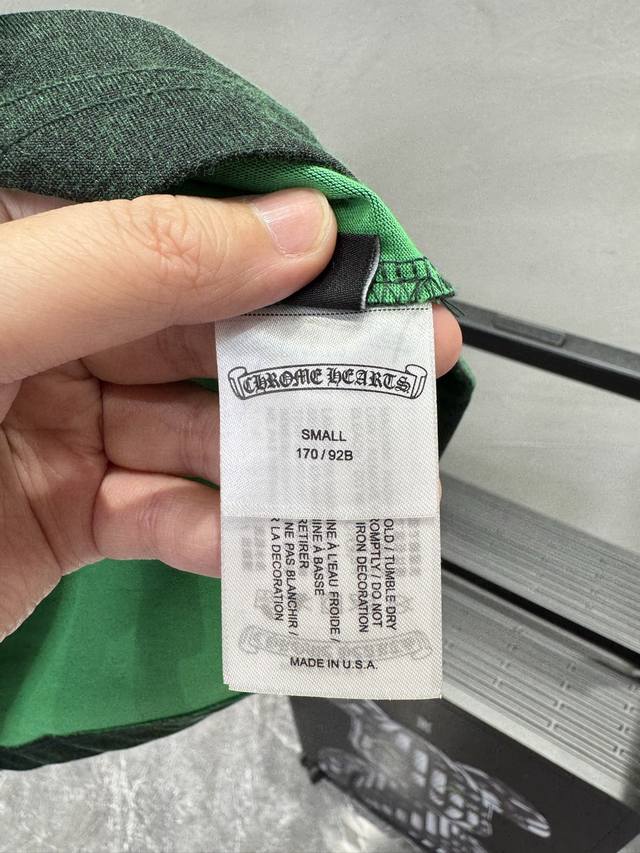 CHROME HEARTS
SMALL
170 / 92B
OLD / TUMBLE DRY
ROMPTLY / DO NOT
IRON DECORATION
INE À L'EAU FROIDE /
INE À BASSE
RETIRER
NE PAS BLANCHIR /
R LA DECORATION
MADE IN U.S.A.